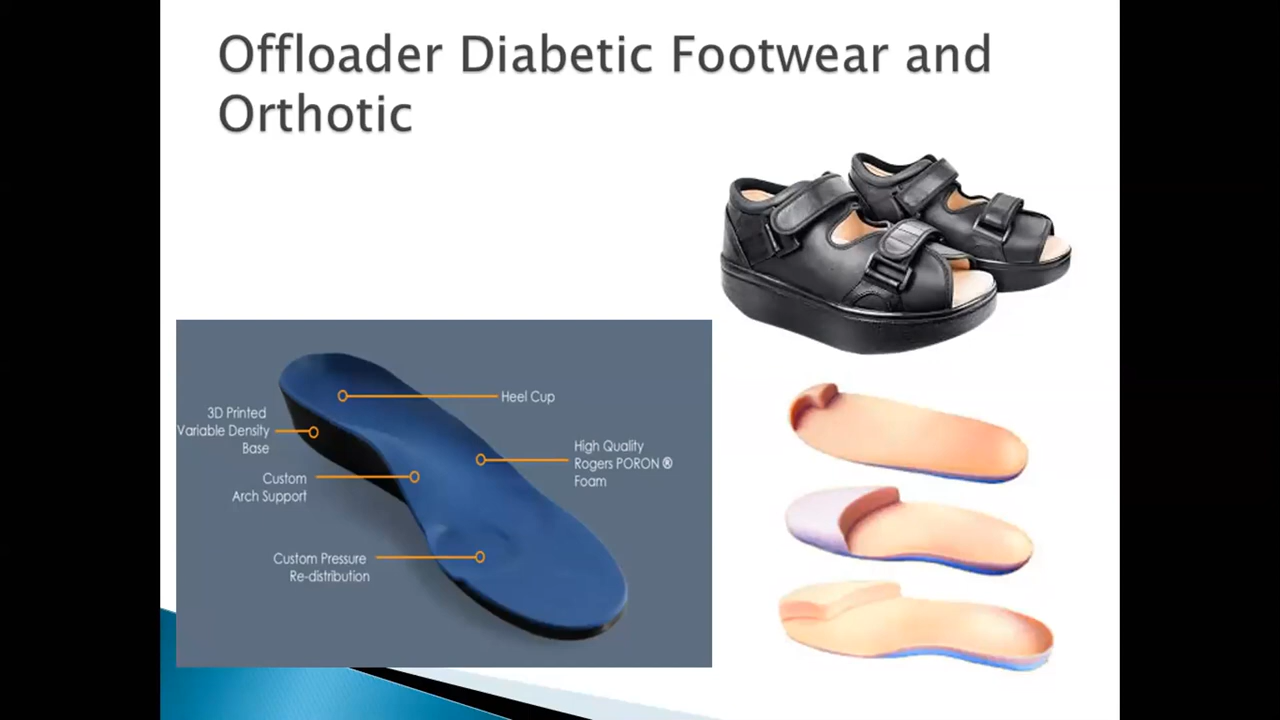 Offloader Diabetic Footwear and
Orthotic
Heel Cup
3D Printed
Variable Density
Base
High Quality
Rogers PORON ®
Foam
Custom
Arch Support
Custom Pressure
Re-distribution